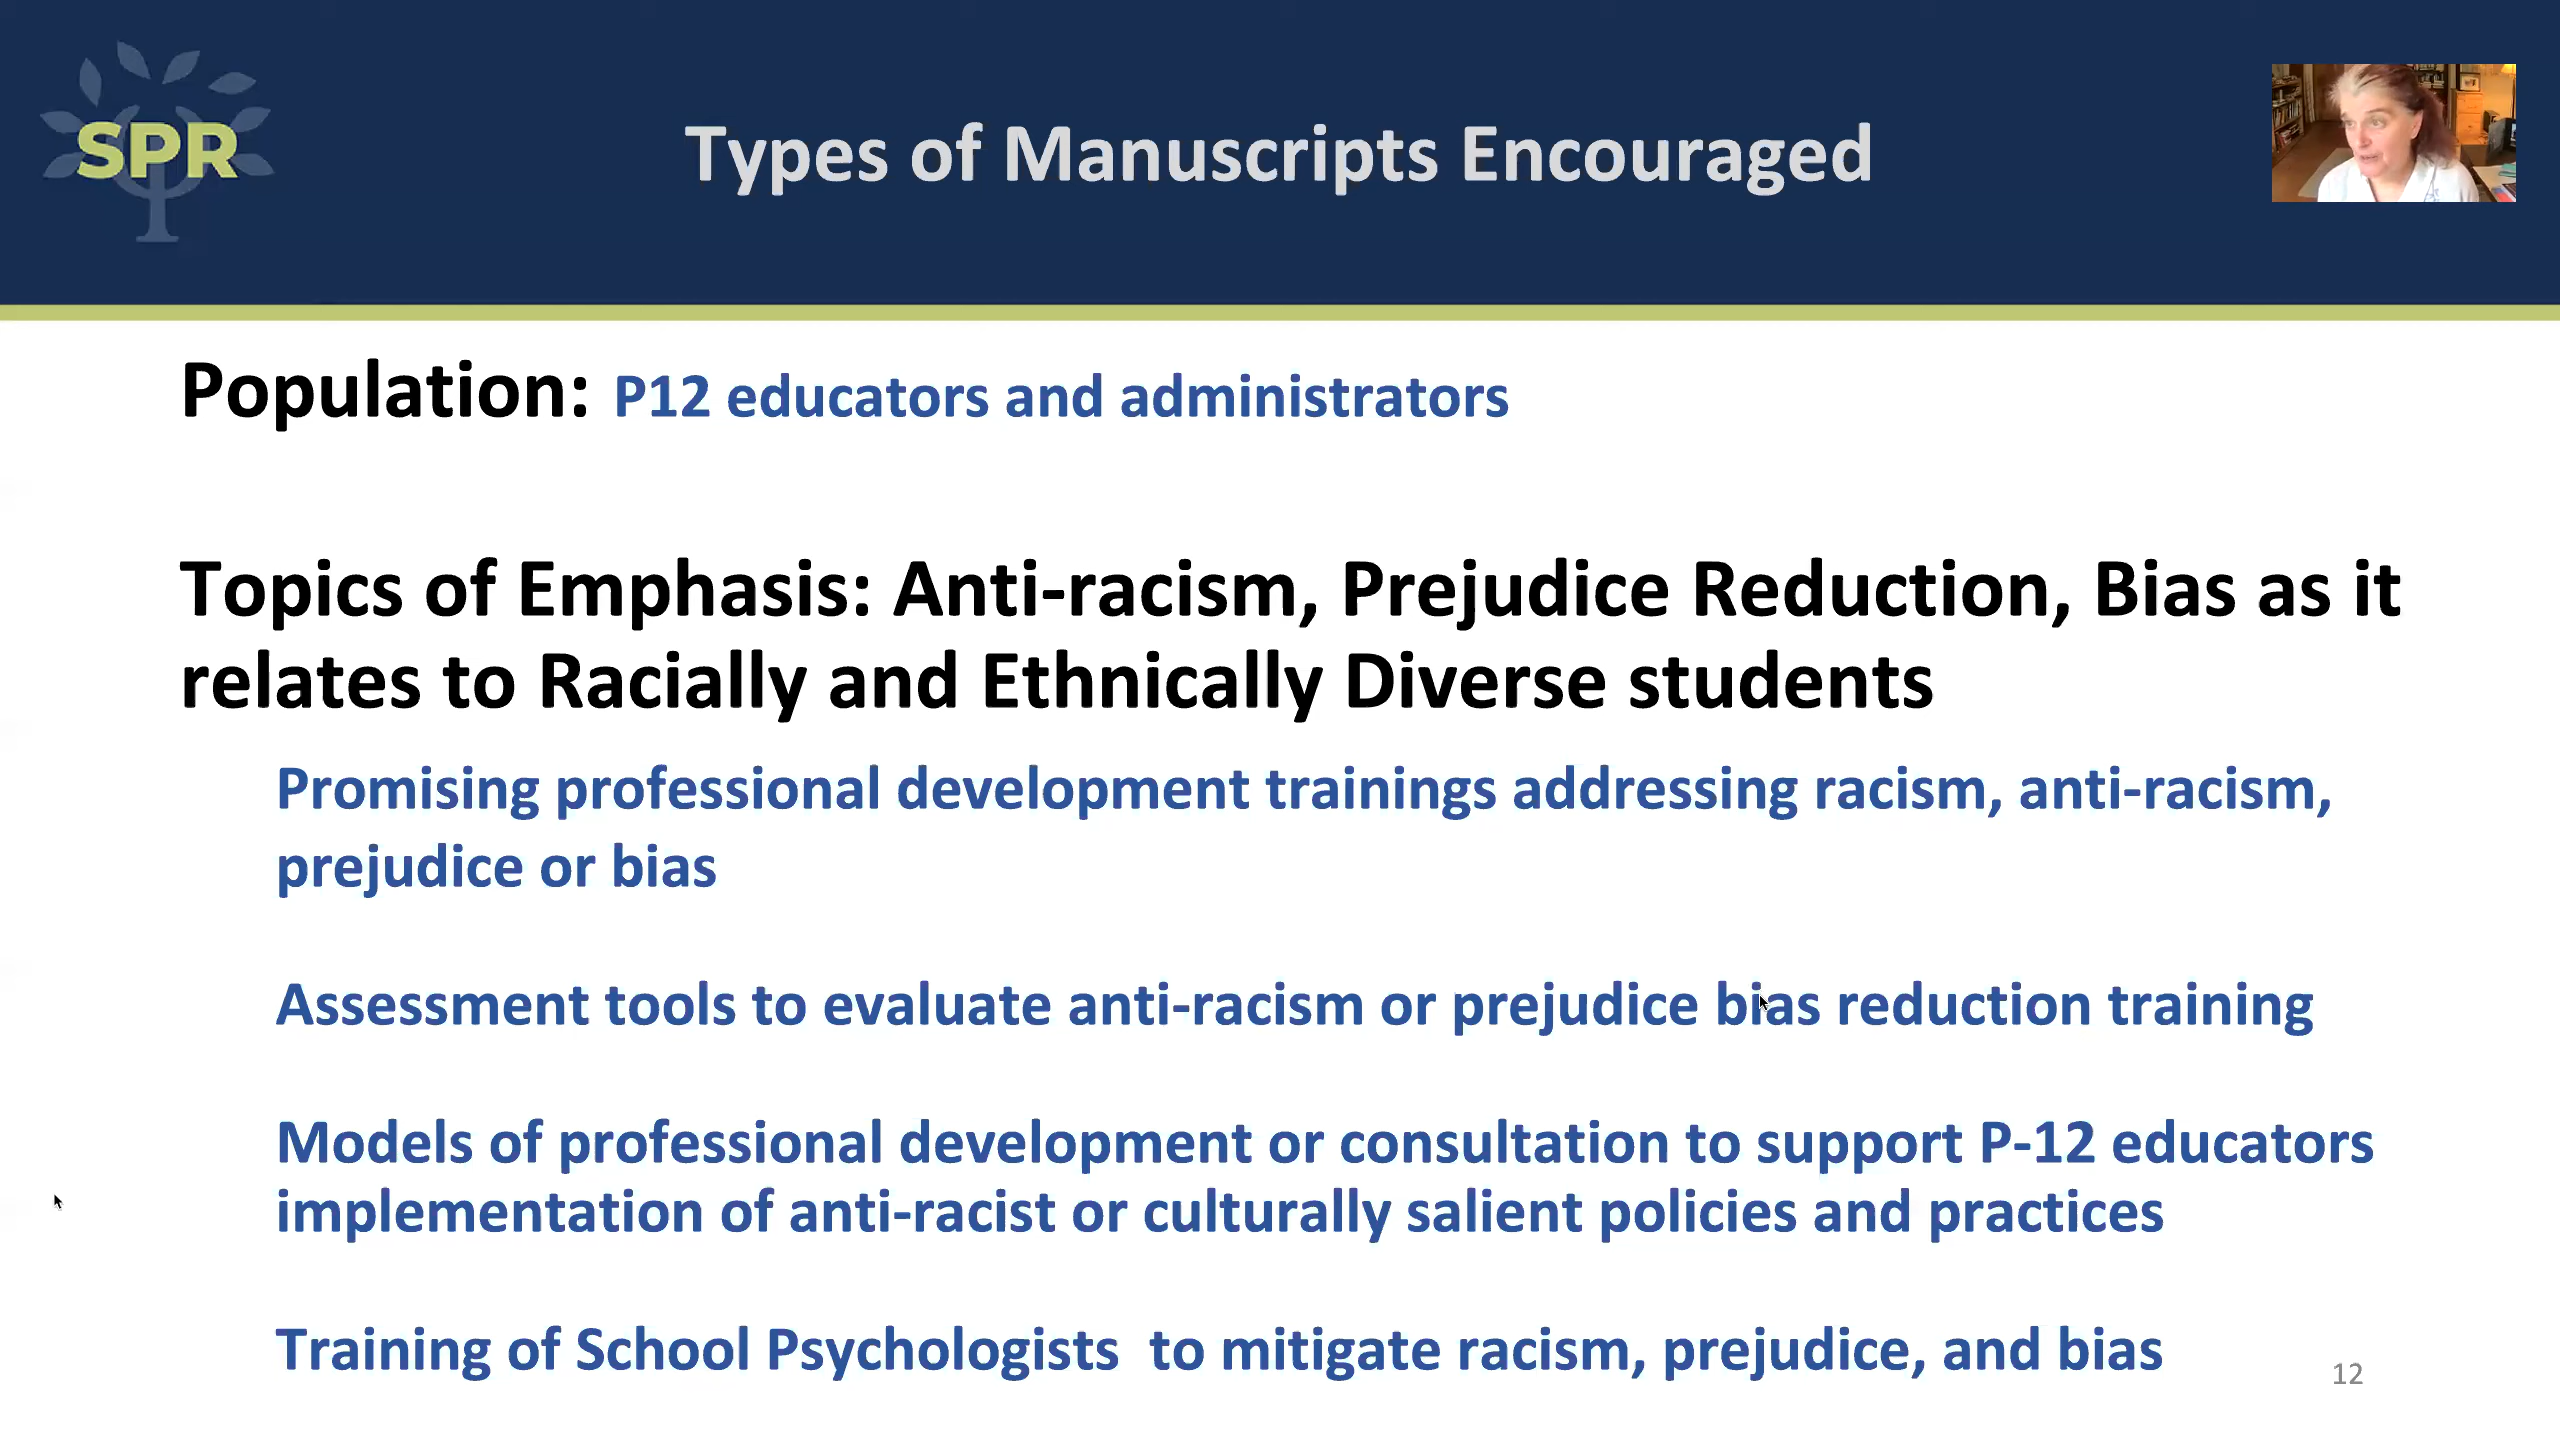 SPR
Types of Manuscripts Encouraged
Population: P12 educators and administrators
Topics of Emphasis: Anti-racism, Prejudice Reduction, Bias as it
relates to Racially and Ethnically Diverse students
Promising professional development trainings addressing racism, anti-racism,
prejudice or bias
Assessment tools to evaluate anti-racism or prejudice bias reduction training
Models of professional development or consultation to support P-12 educators
implementation of anti-racist or culturally salient policies and practices
Training of School Psychologists  to mitigate racism, prejudice, and bias
12